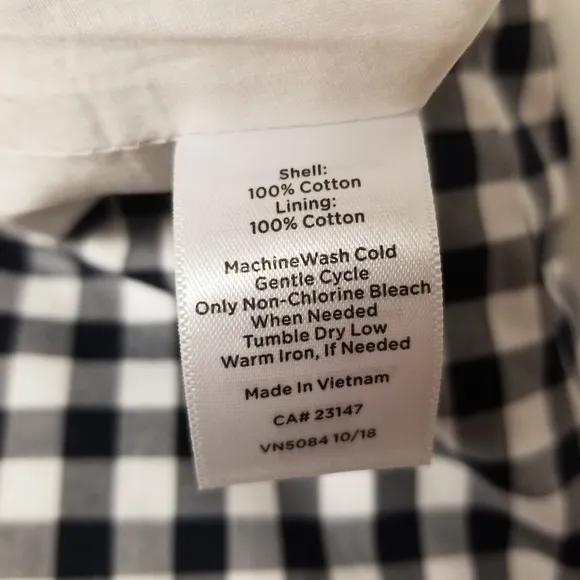 Shell:
100% Cotton
Lining:
100% Cotton
MachineWash Cold
Gentle Cycle
Only Non-Chlorine Bleach
When Needed
Tumble Dry Low
Warm Iron, If Needed
Made In Vietnam
CA# 23147
VN5084 10/18